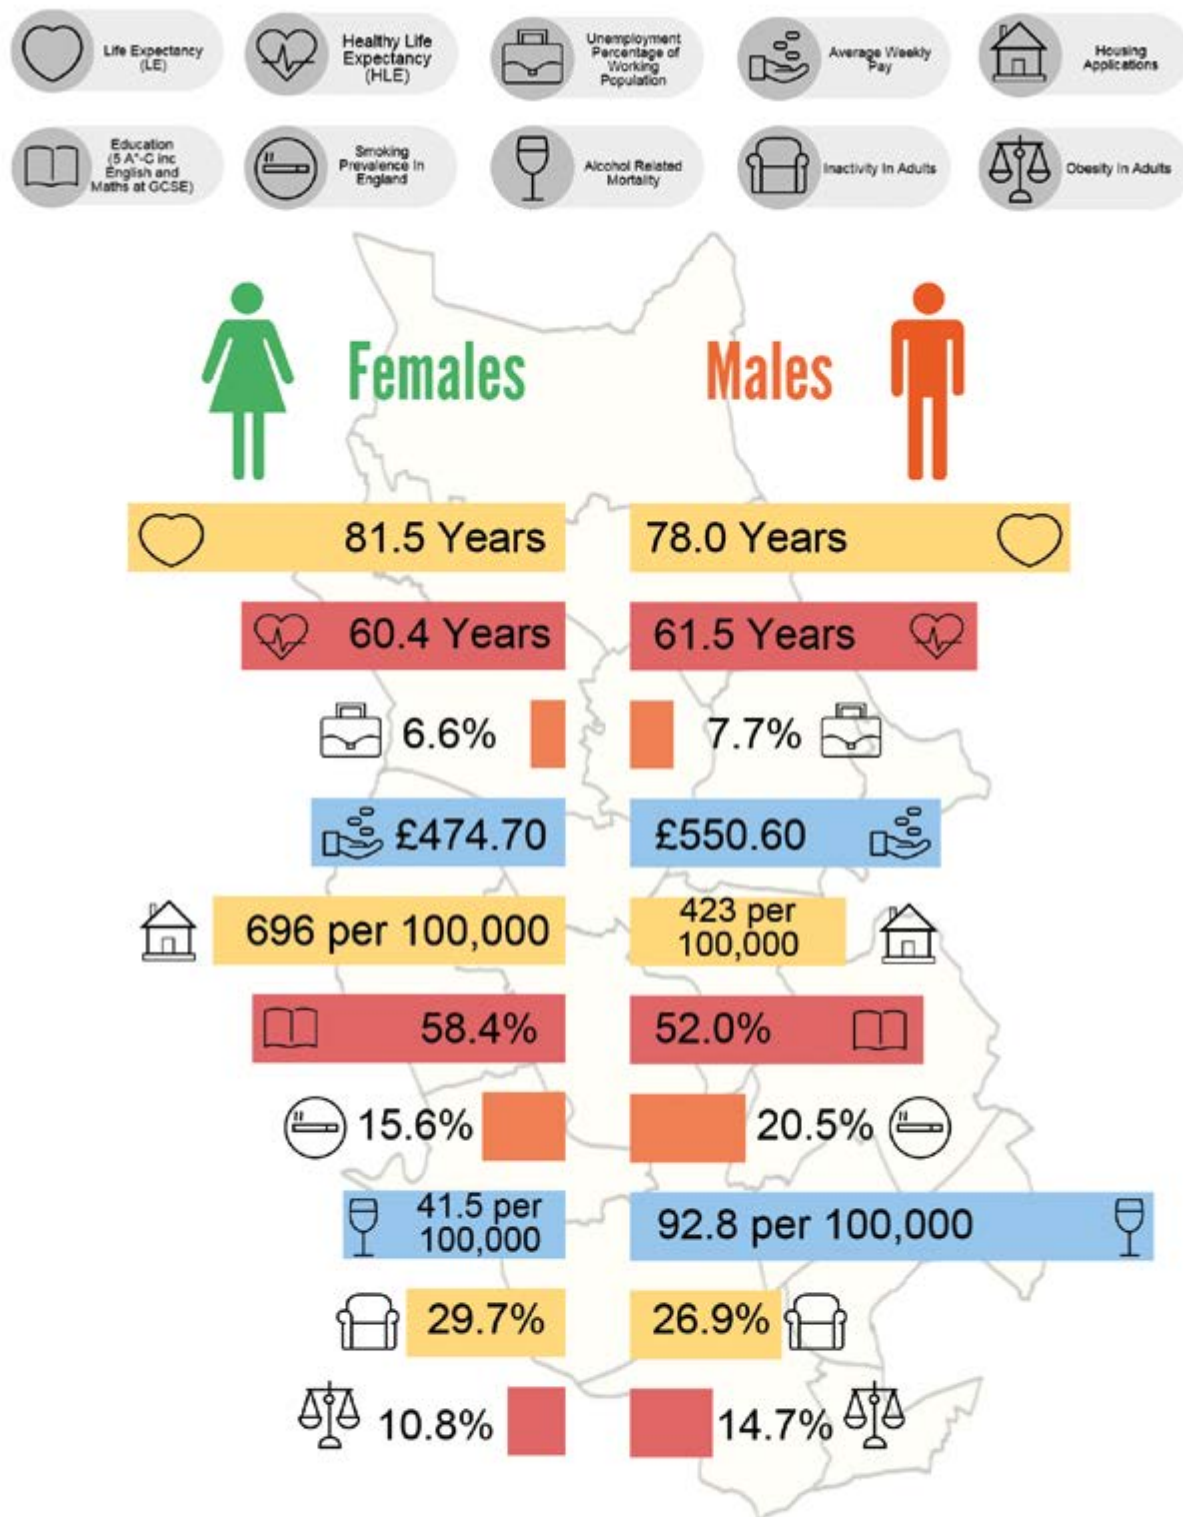 Life Expectancy
(LE)
Healthy Life
Expectancy
(HLE)
Unemployment
Percentage of
Working
Population
Average Weekly
Pay
Housing
Applications
Education
(5 A*-C inc
English and
Maths at GCSE)
Smoking
Prevalence In
England
Alcohol Related
Mortality
Inactivity In Adults
Obesity In Adults
Females
Males
81.5 Years
78.0 Years
60.4 Years
61.5 Years
6.6%
7.7%
£474.70
£550.60
696 per 100,000
423 per
100,000
58.4%
52.0%
15.6%
20.5%
41.5 per
100,000
92.8 per 100,000
29.7%
26.9%
10.8%
14.7%